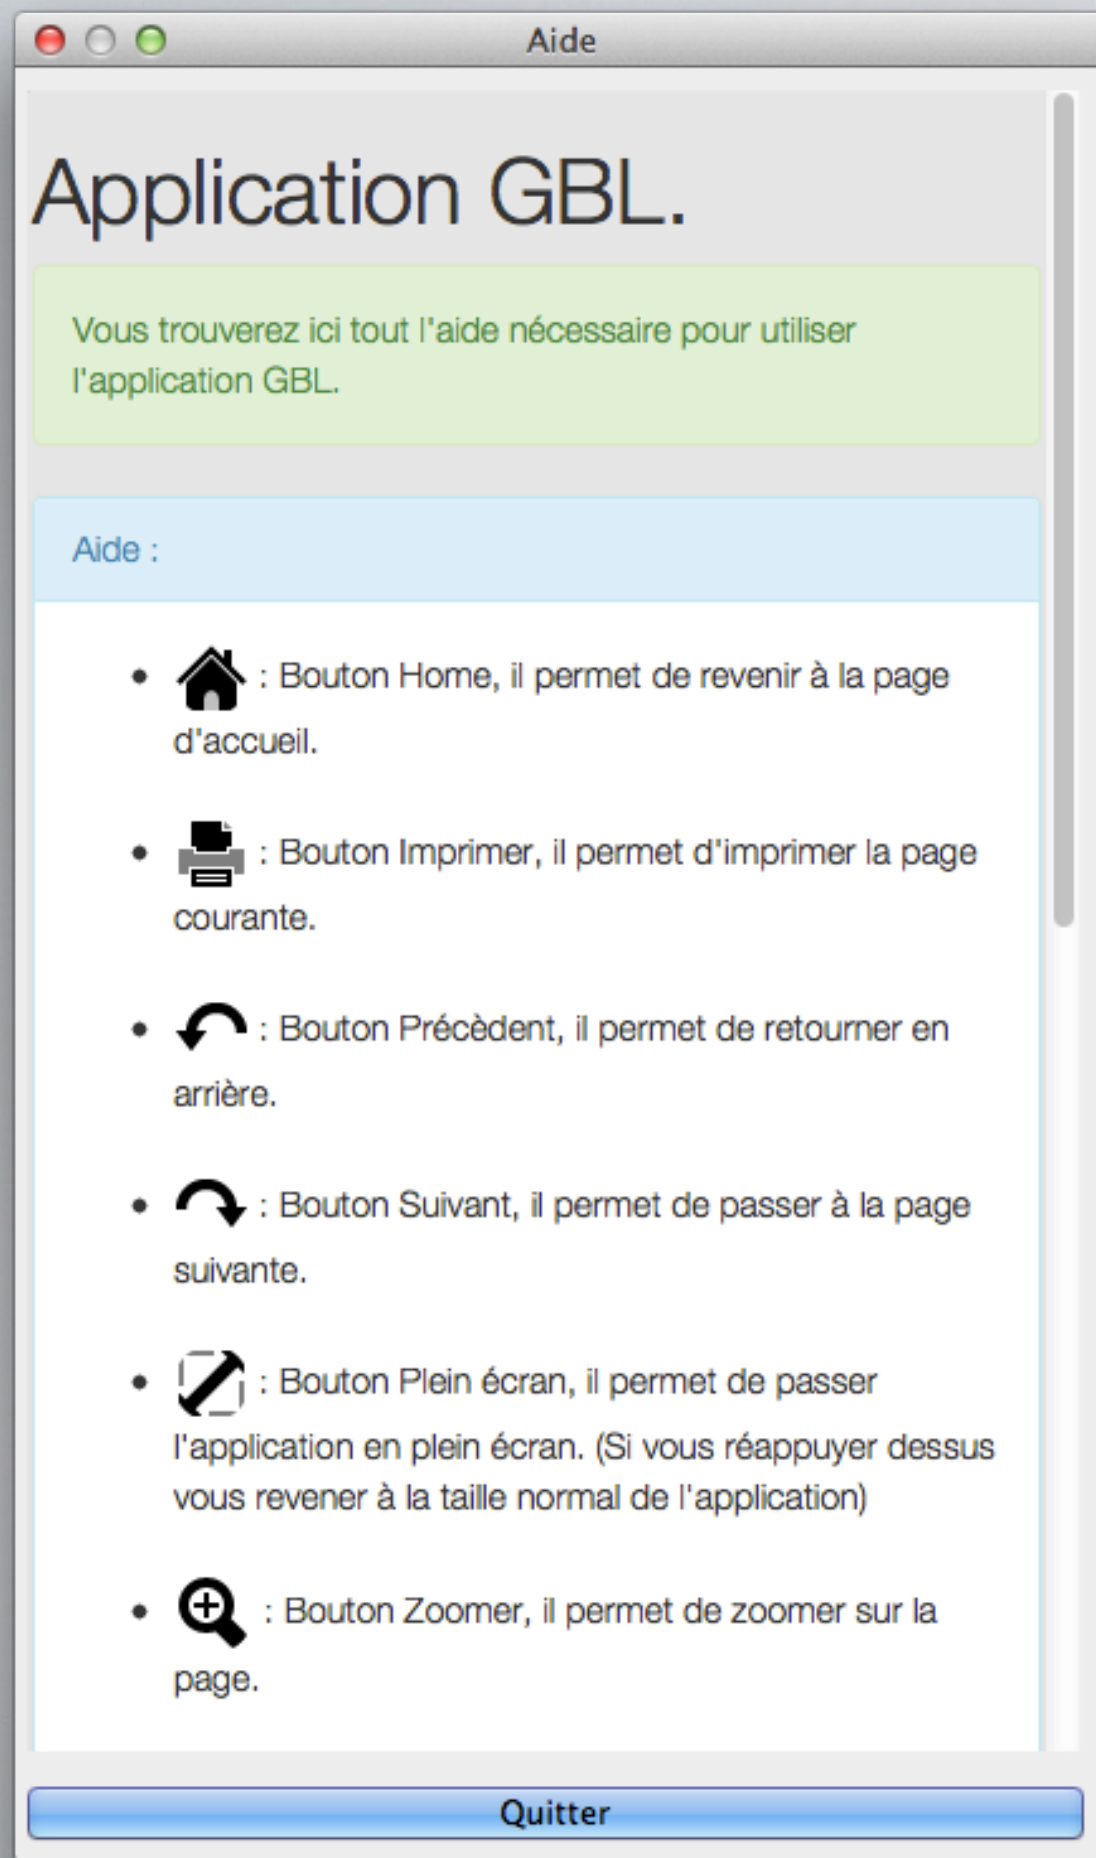 Aide
Application GBL.
Vous trouverez ici tout l'aide nécessaire pour utiliser
l'application GBL.
Aide :
: Bouton Home, il permet de revenir à la page
d'accueil.
: Bouton Imprimer, il permet d'imprimer la page
courante.
: Bouton Précèdent, il permet de retourner en
arrière.
: Bouton Suivant, il permet de passer à la page
suivante.
: Bouton Plein écran, il permet de passer
l'application en plein écran. (Si vous réappuyer dessus
vous revener à la taille normal de l'application)
: Bouton Zoomer, il permet de zoomer sur la
page.
Quitter